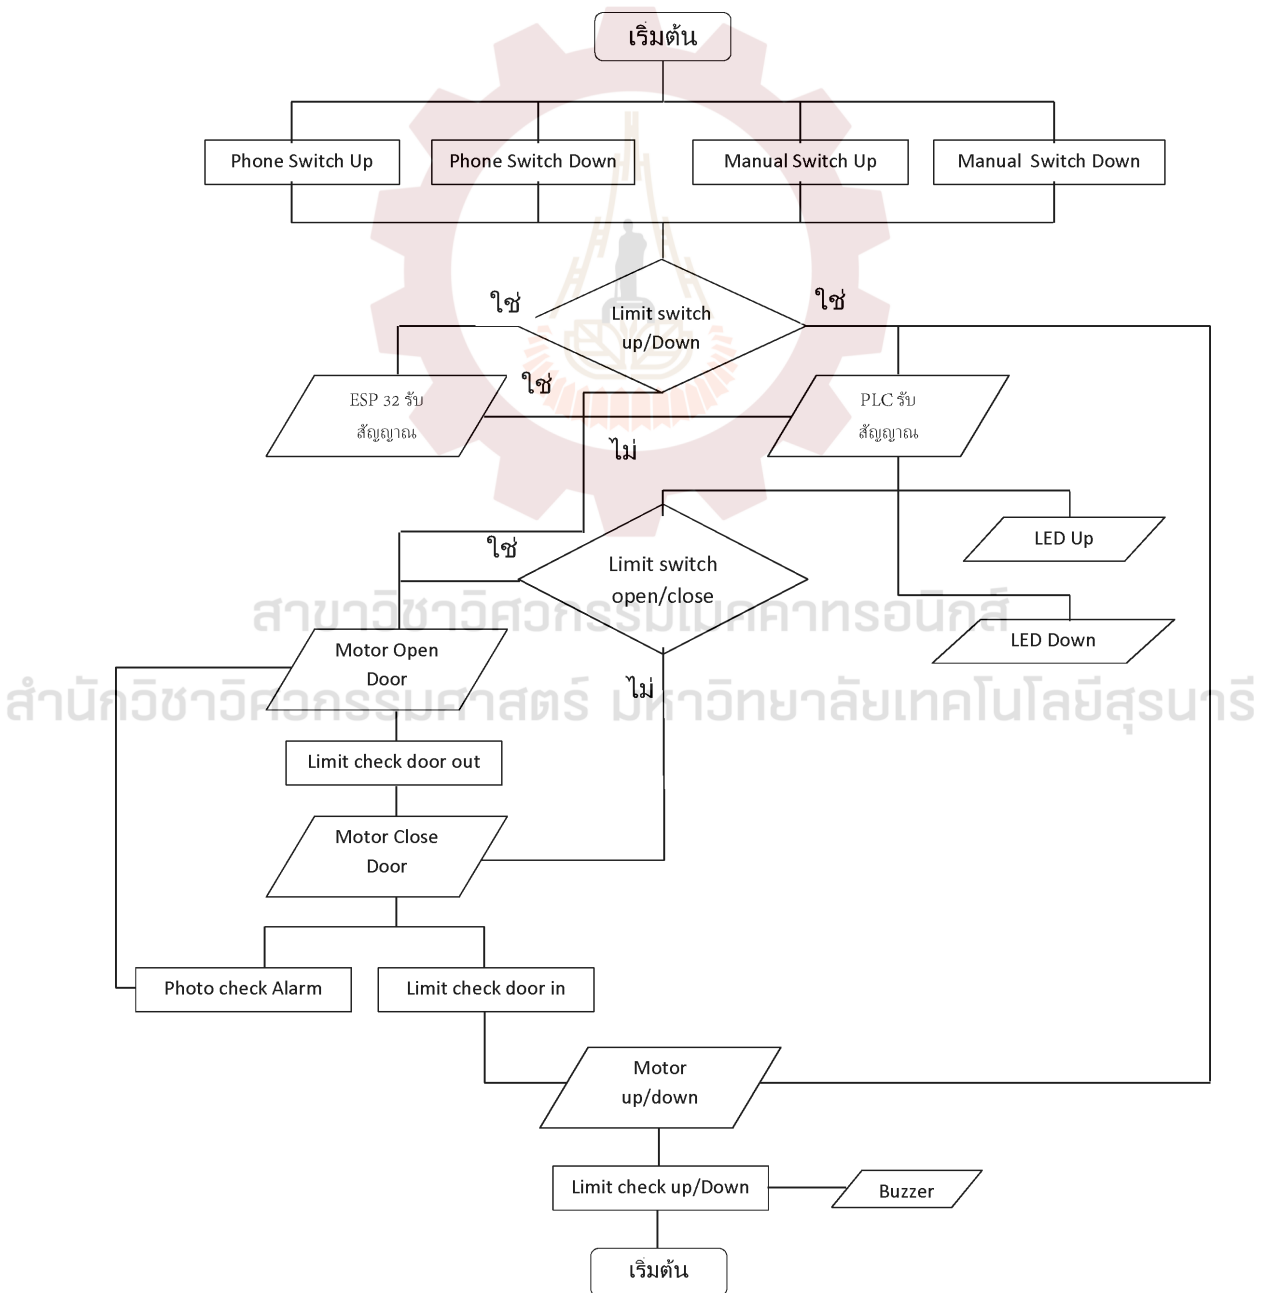 เริ่มต้น
Phone Switch Up
Phone Switch Down
Manual Switch Up
Manual Switch Down
ใช่
Limit switch
up/Down
ใช่
ใช่
ESP 32 รับ
สัญญาณ
PLC รับ
สัญญาณ
ไม่
LED Up
ใช่
Limit switch
open/close
สาขาวิชาวิศวกรรมเมคคาทรอนิกส์
LED Down
Motor Open
Door
ไม่
สำนักวิชาวิศวกรรมศาสตร์ มหาวิทยาลัยเทคโนโลยีสุรนารี
Limit check door out
Motor Close
Door
Photo check Alarm
Limit check door in
Motor
up/down
Limit check up/Down
Buzzer
เริ่มต้น